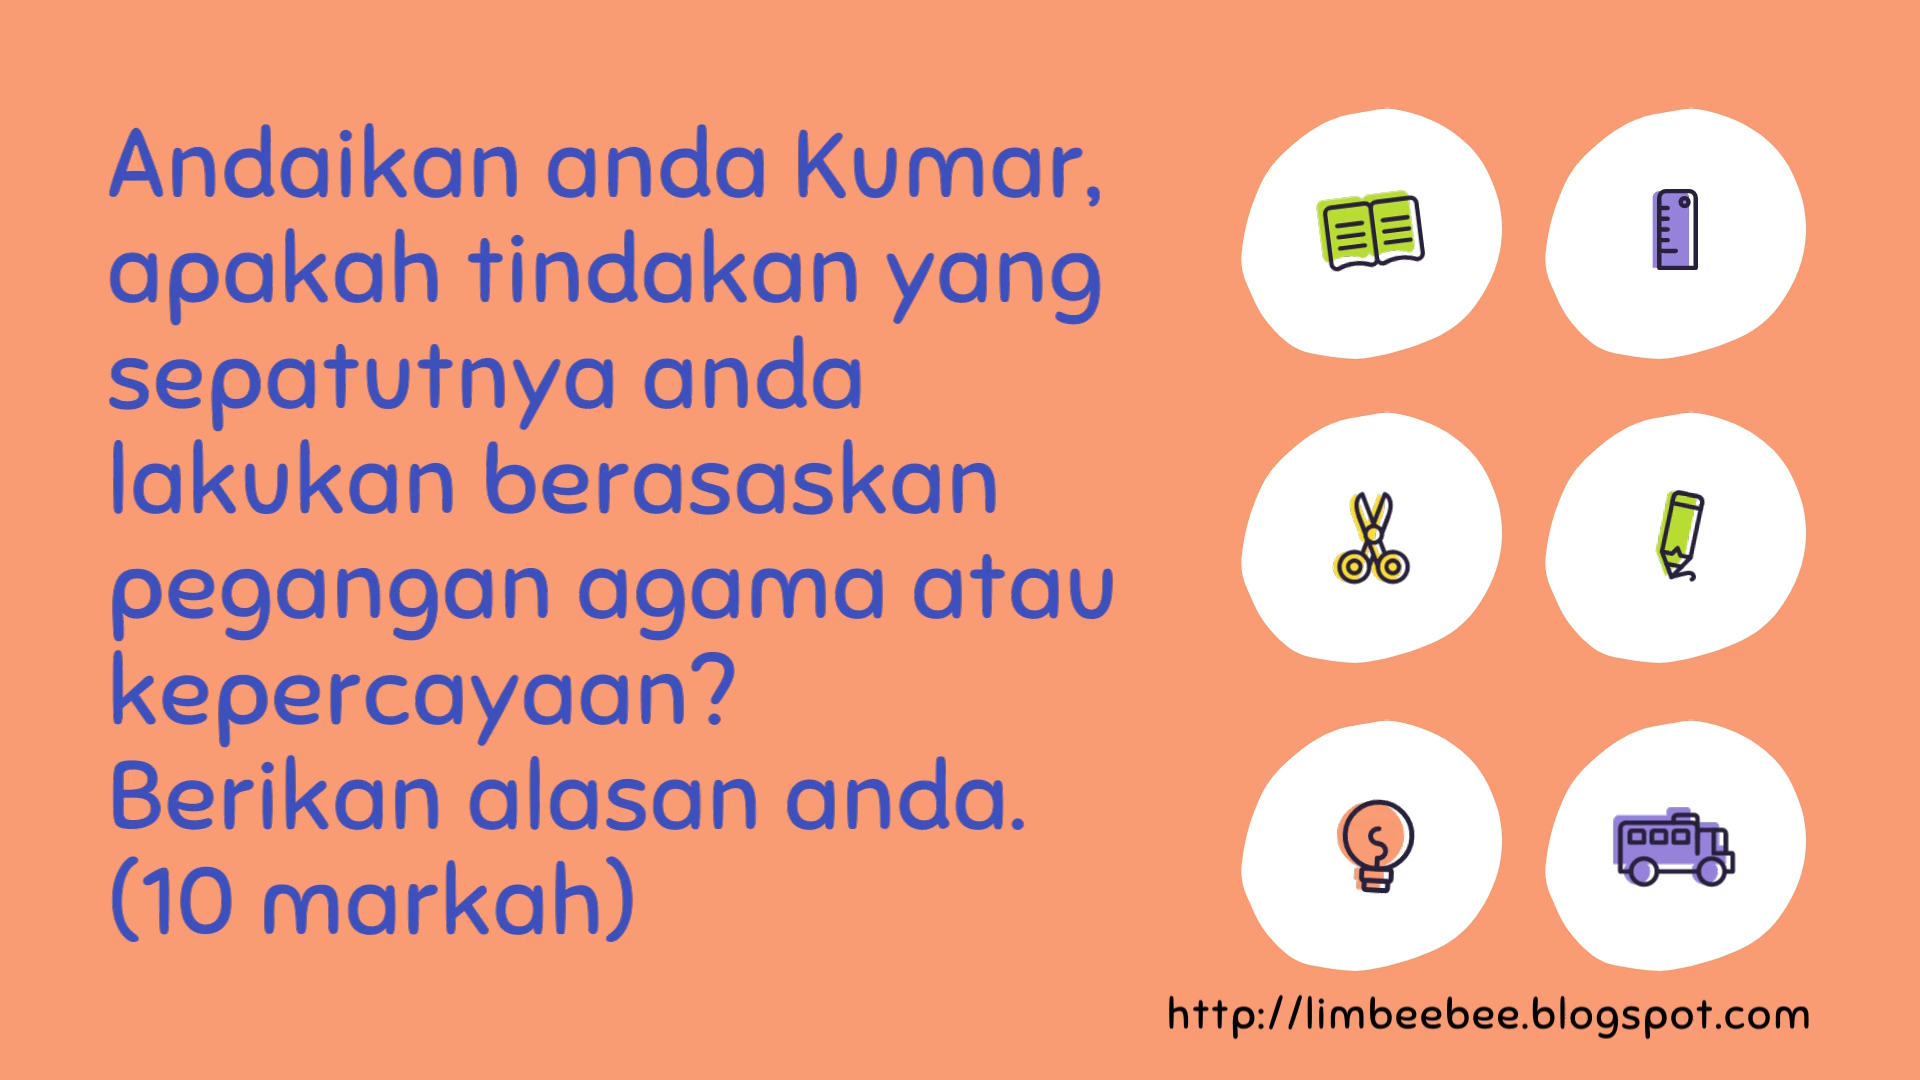 Andaikan anda Kumar,
apakah tindakan yang
sepatutnya anda
lakukan berasaskan
pegangan agama atau
kepercayaan?
Berikan alasan anda.
(10 markah)
http://limbeebee.blogspot.com